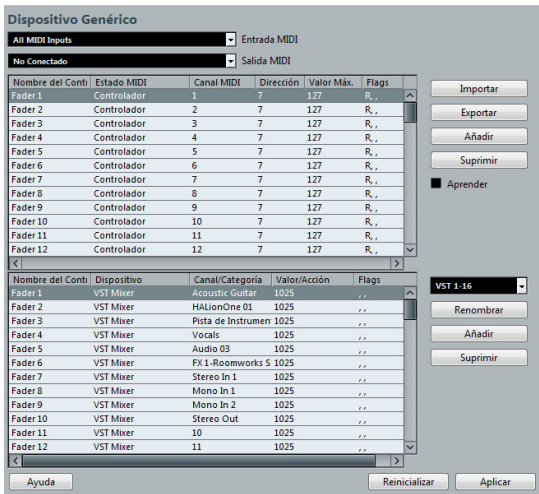 Dispositivo Genérico
All MIDI Inputs Entrada MIDI
No Conectado Salida MIDI
Nombre del Conti Estado MIDI Canal MIDI Dirección Valor Máx. Flags
Fader 1 Controlador 1 7 127 R, ,
Fader 2 Controlador 2 7 127 R, ,
Fader 3 Controlador 3 7 127 R, ,
Fader 4 Controlador 4 7 127 R, ,
Fader 5 Controlador 5 7 127 R, ,
Fader 6 Controlador 6 7 127 R, ,
Fader 7 Controlador 7 7 127 R, ,
Fader 8 Controlador 8 7 127 R, ,
Fader 9 Controlador 9 7 127 R, ,
Fader 10 Controlador 10 7 127 R, ,
Fader 11 Controlador 11 7 127 R, ,
Fader 12 Controlador 12 7 127 R, ,
Importar
Exportar
Añadir
Suprimir
Aprender
Nombre del Conti Dispositivo Canal/Categoría Valor/Acción Flags
Fader 1 VST Mixer Acoustic Guitar 1025 , ,
Fader 2 VST Mixer HALionOne 01 1025 , ,
Fader 3 VST Mixer Pista de Instrumen 1025 , ,
Fader 4 VST Mixer Vocals 1025 , ,
Fader 5 VST Mixer Audio 03 1025 , ,
Fader 6 VST Mixer FX 1-Roomworks S 1025 , ,
Fader 7 VST Mixer Stereo In 1 1025 , ,
Fader 8 VST Mixer Mono In 1 1025 , ,
Fader 9 VST Mixer Mono In 2 1025 , ,
Fader 10 VST Mixer Stereo Out 1025 , ,
Fader 11 VST Mixer 10 1025 , ,
Fader 12 VST Mixer 11 1025 , ,
VST 1-16
Renombrar
Añadir
Suprimir
Ayuda Reinicializar Aplicar